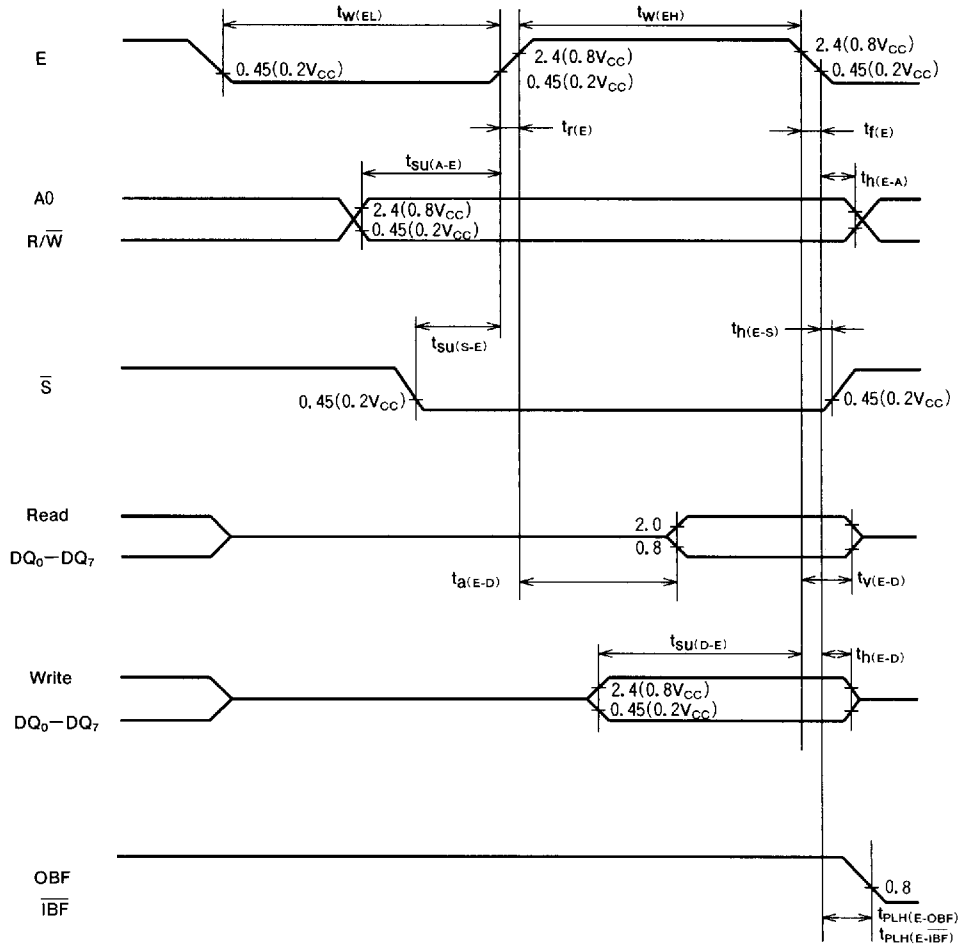 tw(EL)
tw(EH)
E
0.45(0.2VCC)
2.4(0.8VCC)
0.45(0.2VCC)
2.4(0.8VCC)
0.45(0.2VCC)
tr(E)
tf(E)
tsu(A-E)
th(E-A)
A0
R/W̅
2.4(0.8VCC)
0.45(0.2VCC)
tsu(S-E)
th(E-S)
S̅
0.45(0.2VCC)
0.45(0.2VCC)
Read
DQ0—DQ7
2.0
0.8
ta(E-D)
tv(E-D)
tsu(D-E)
th(E-D)
Write
DQ0—DQ7
2.4(0.8VCC)
0.45(0.2VCC)
OBF
I̅B̅F̅
0.8
tPLH(E-OBF)
tPLH(E-I̅B̅F̅)